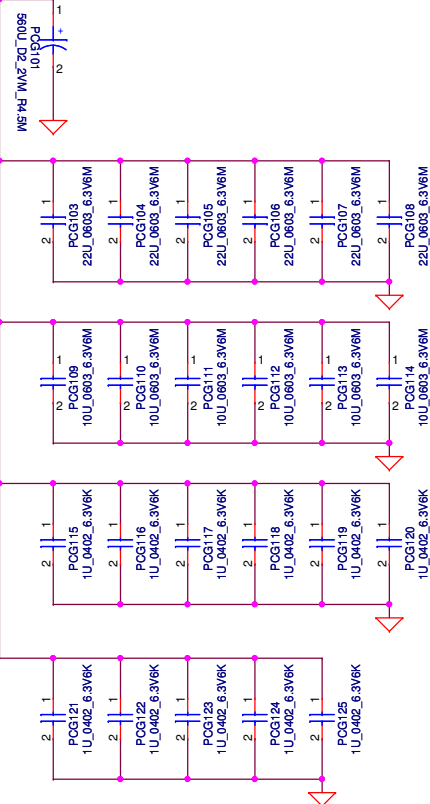 1
+
2
PCG101
560U_D2_2VM_R4.5M
1
2
PCG103
22U_0603_6.3V6M
1
2
PCG104
22U_0603_6.3V6M
1
2
PCG105
22U_0603_6.3V6M
1
2
PCG106
22U_0603_6.3V6M
1
2
PCG107
22U_0603_6.3V6M
1
2
PCG108
22U_0603_6.3V6M
1
2
PCG109
10U_0603_6.3V6M
1
2
PCG110
10U_0603_6.3V6M
1
2
PCG111
10U_0603_6.3V6M
1
2
PCG112
10U_0603_6.3V6M
1
2
PCG113
10U_0603_6.3V6M
1
2
PCG114
10U_0603_6.3V6M
1
2
PCG115
1U_0402_6.3V6K
1
2
PCG116
1U_0402_6.3V6K
1
2
PCG117
1U_0402_6.3V6K
1
2
PCG118
1U_0402_6.3V6K
1
2
PCG119
1U_0402_6.3V6K
1
2
PCG120
1U_0402_6.3V6K
1
2
PCG121
1U_0402_6.3V6K
1
2
PCG122
1U_0402_6.3V6K
1
2
PCG123
1U_0402_6.3V6K
1
2
PCG124
1U_0402_6.3V6K
1
2
PCG125
1U_0402_6.3V6K